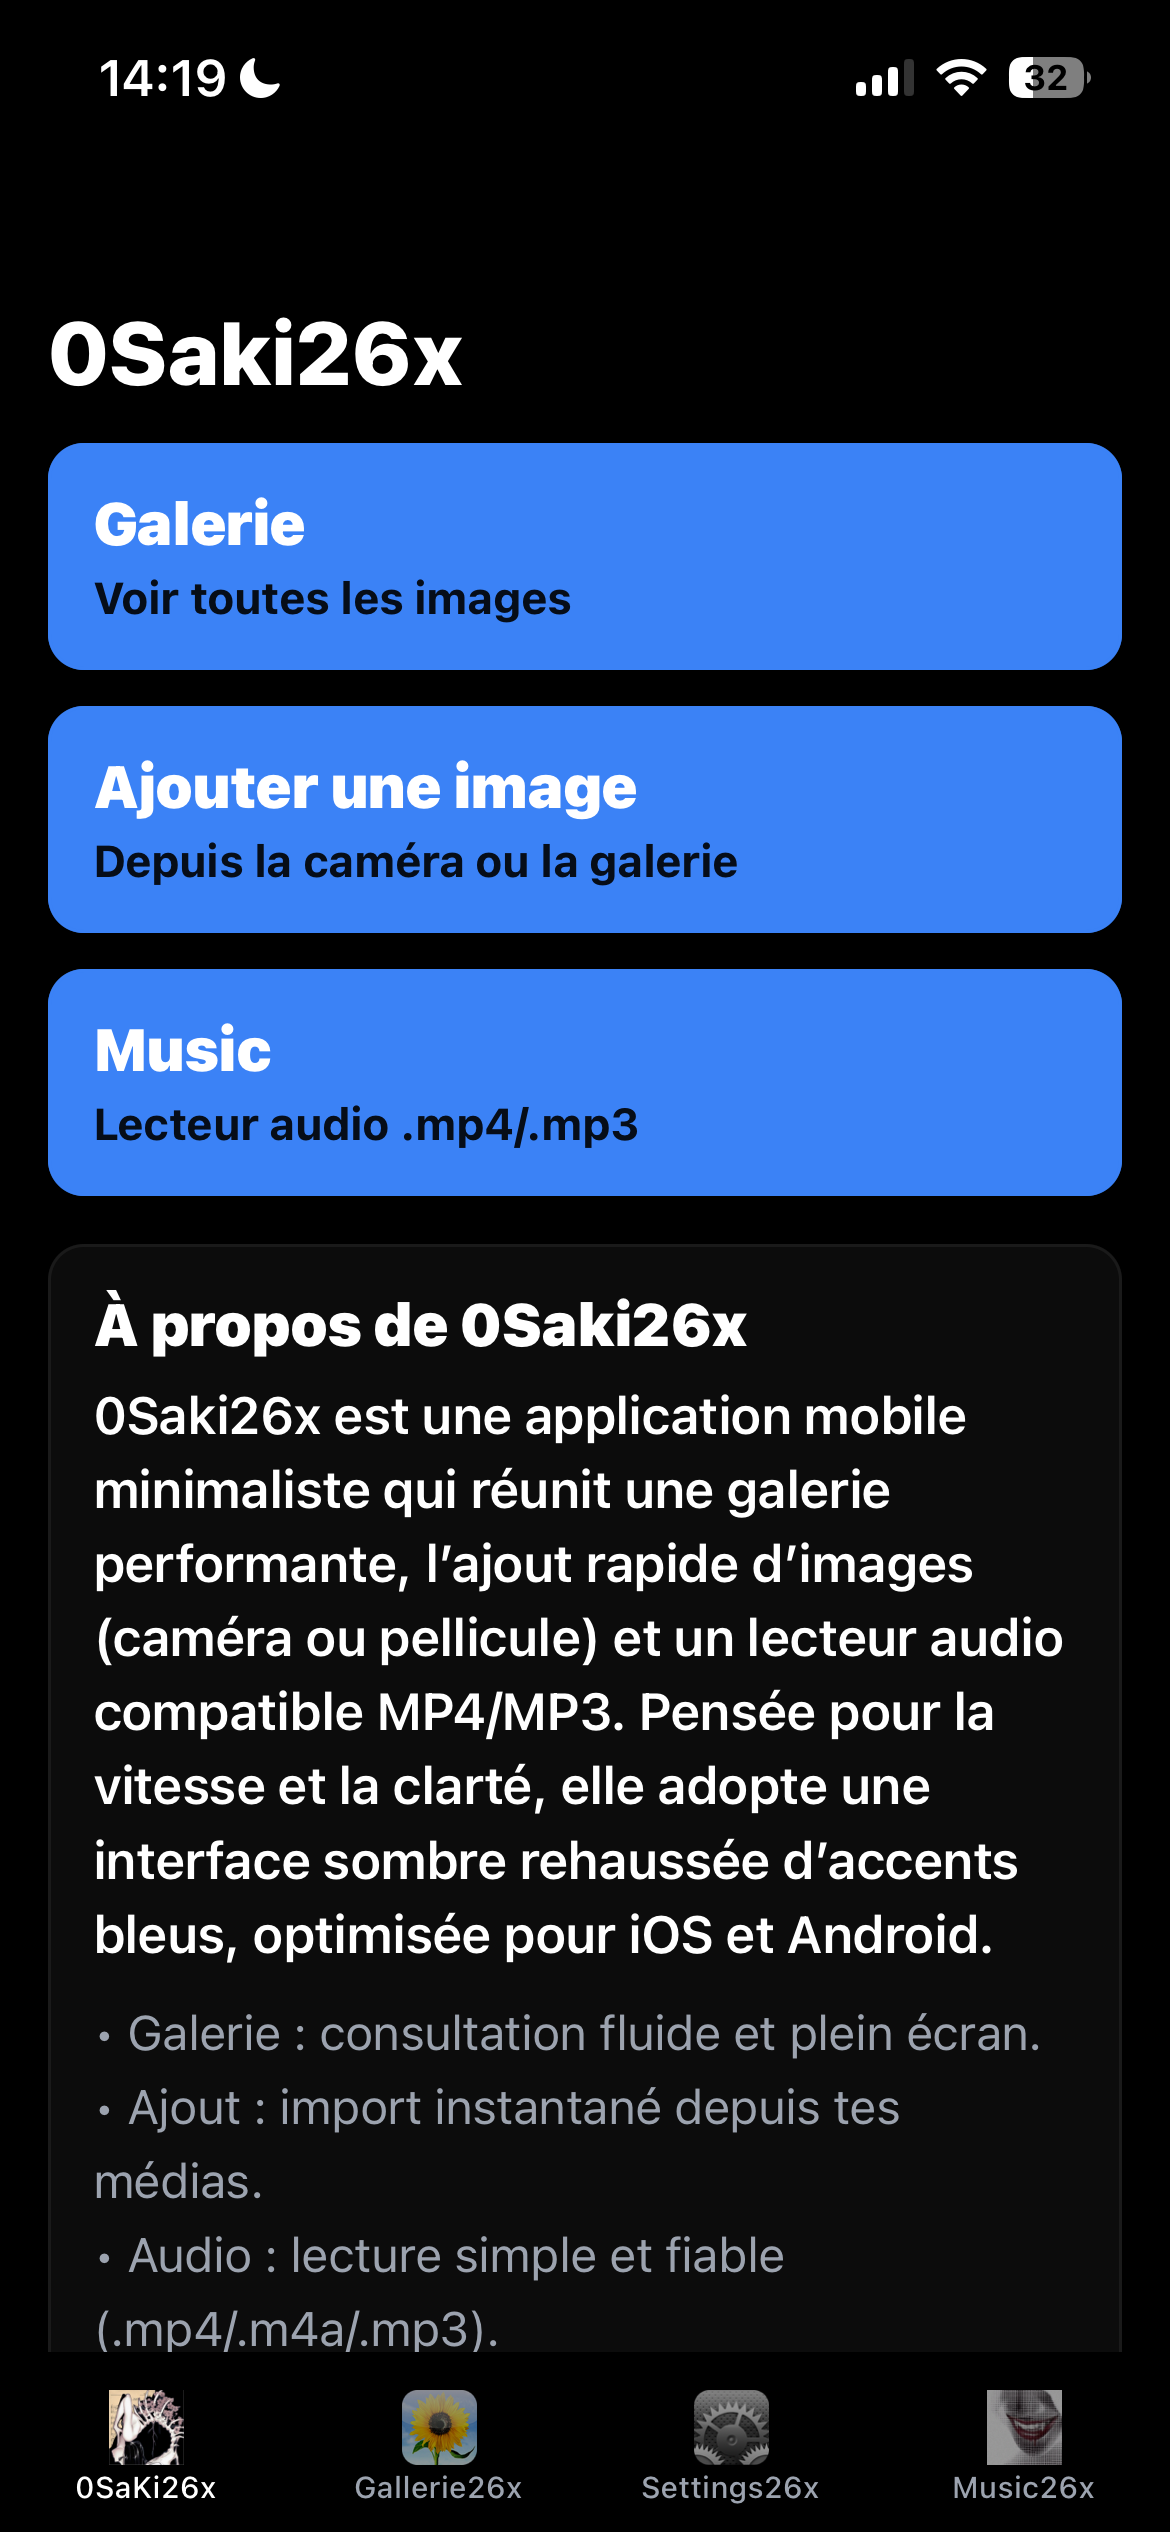 14:19
32
0Saki26x
Galerie
Voir toutes les images
Ajouter une image
Depuis la caméra ou la galerie
Music
Lecteur audio .mp4/.mp3
À propos de 0Saki26x
0Saki26x est une application mobile
minimaliste qui réunit une galerie
performante, l’ajout rapide d’images
(caméra ou pellicule) et un lecteur audio
compatible MP4/MP3. Pensée pour la
vitesse et la clarté, elle adopte une
interface sombre rehaussée d’accents
bleus, optimisée pour iOS et Android.
• Galerie : consultation fluide et plein écran.
• Ajout : import instantané depuis tes
médias.
• Audio : lecture simple et fiable
(.mp4/.m4a/.mp3).
0SaKi26x
Gallerie26x
Settings26x
Music26x